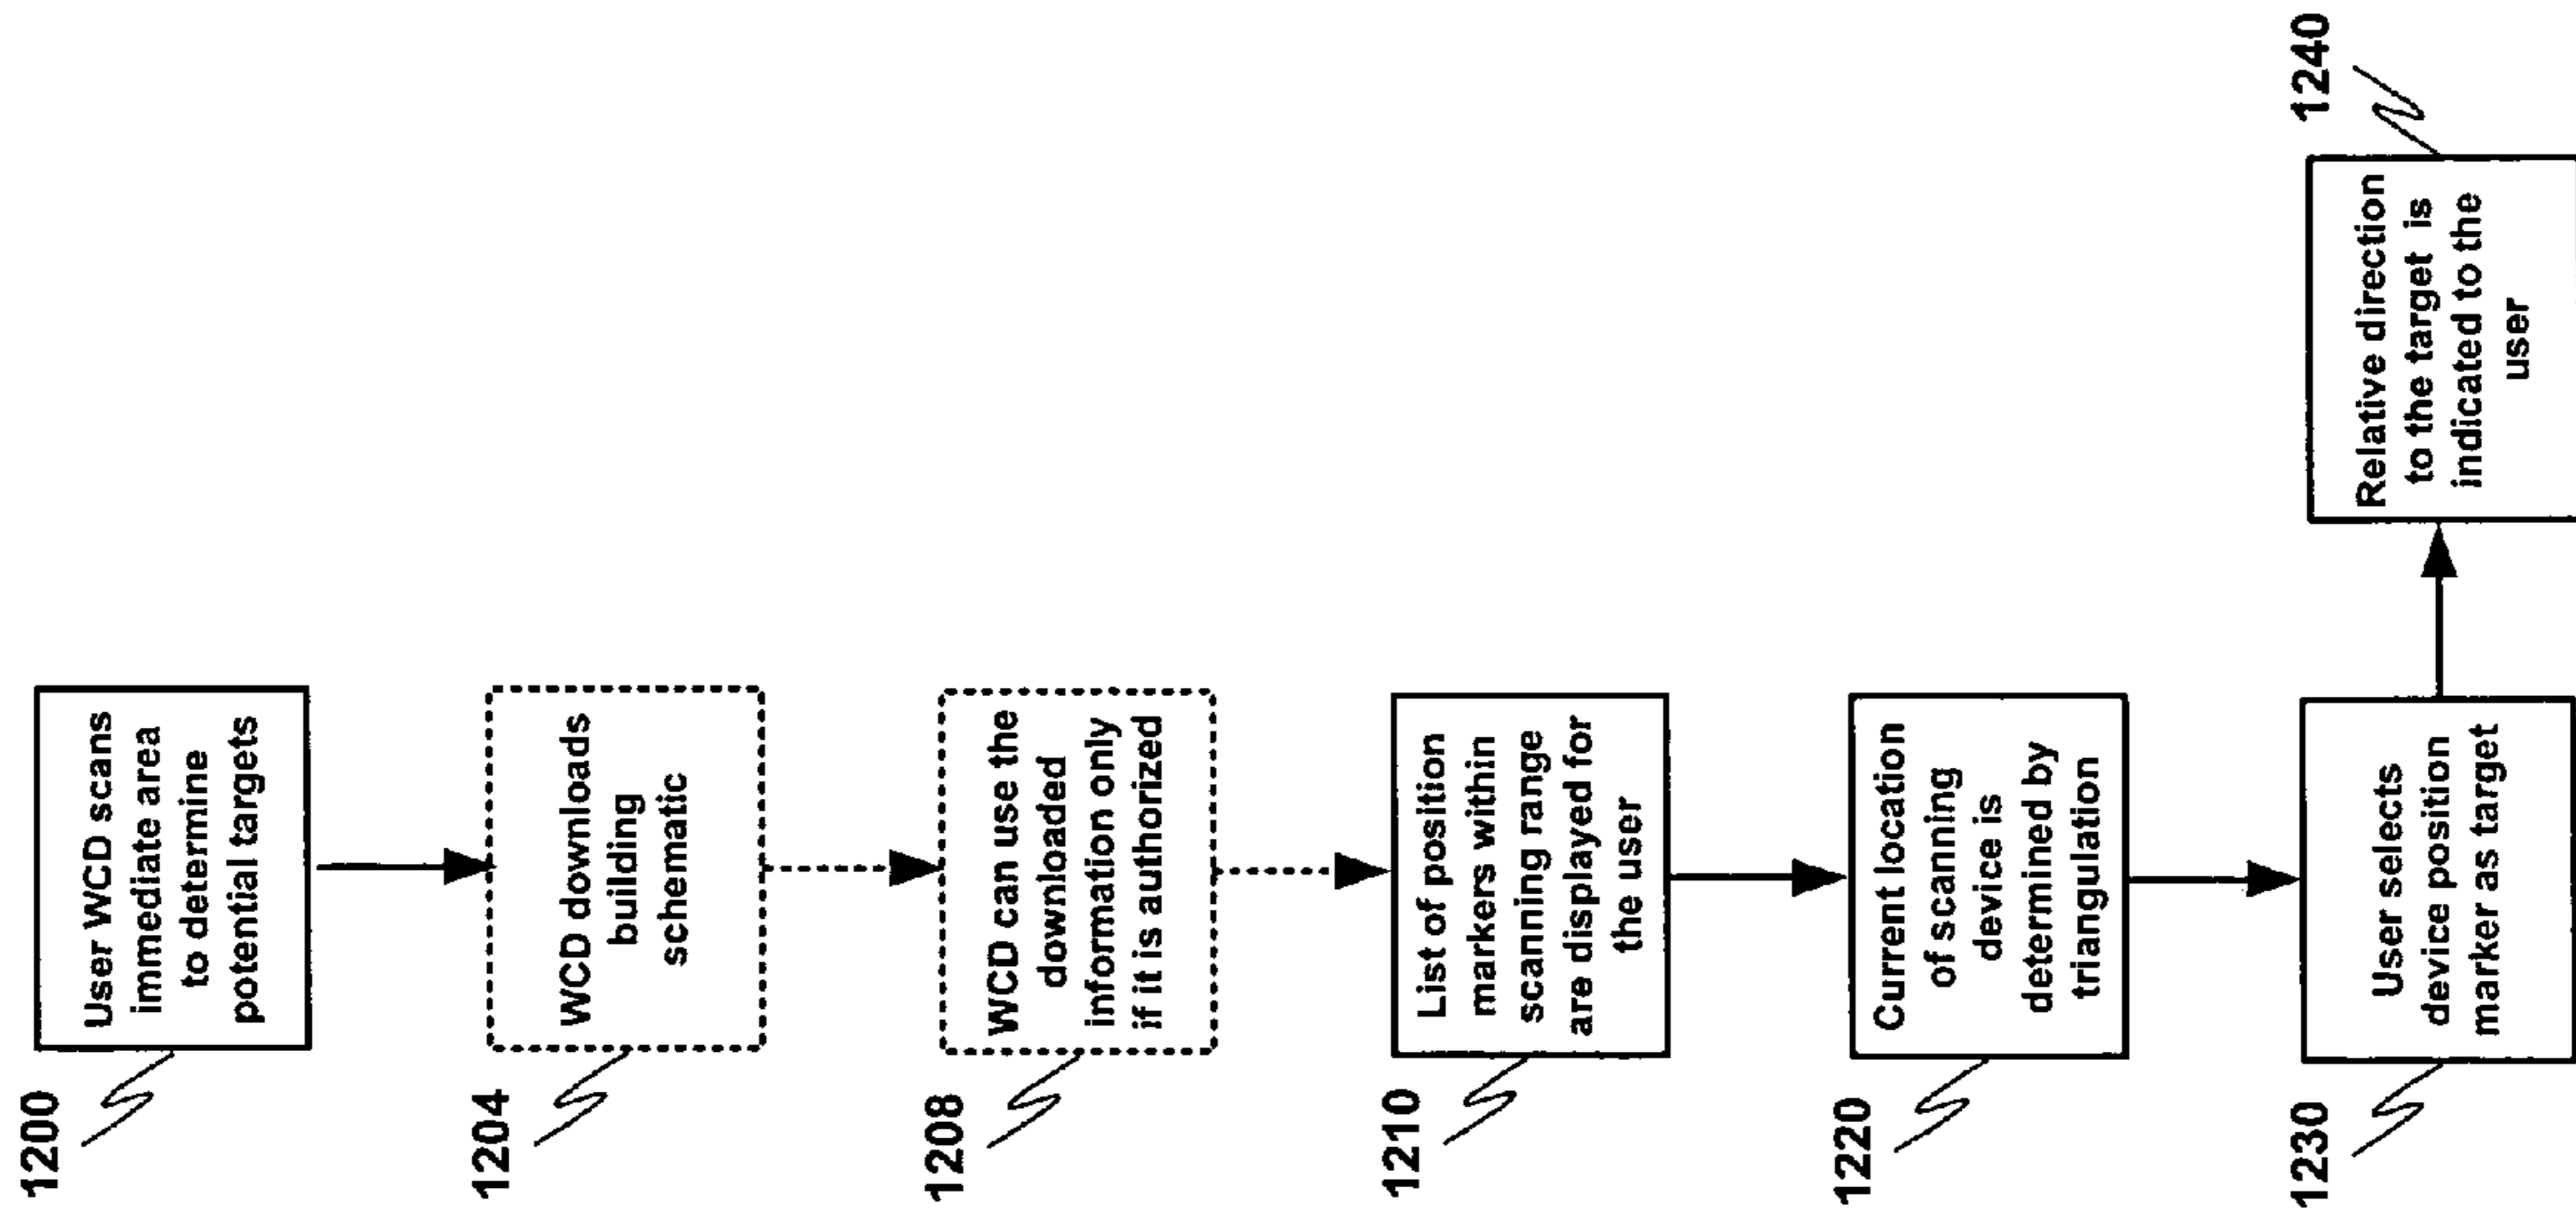 1200
User WCD scans
immediate area
to determine
potential targets
1204
WCD downloads
building
schematic
1208
WCD can use the
downloaded
information only
if it is authorized
1210
List of position
markers within
scanning range
are displayed for
the user
1220
Current location
of scanning
device is
determined by
triangulation
1230
User selects
device position
marker as target
1240
Relative direction
to the target is
indicated to the
user